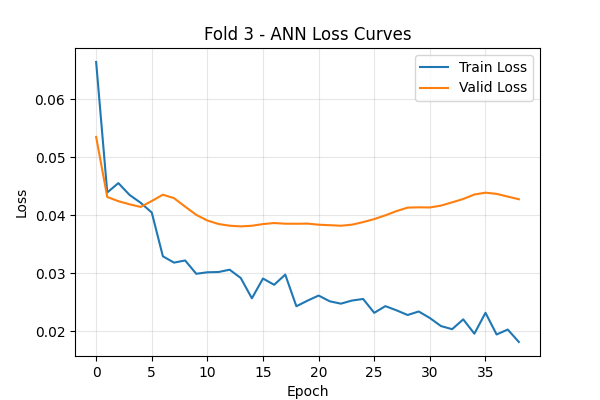 Fold 3 - ANN Loss Curves
Train Loss
Valid Loss
0.06
0.05
0.04
0.03
0.02
Loss
0 5 10 15 20 25 30 35
Epoch